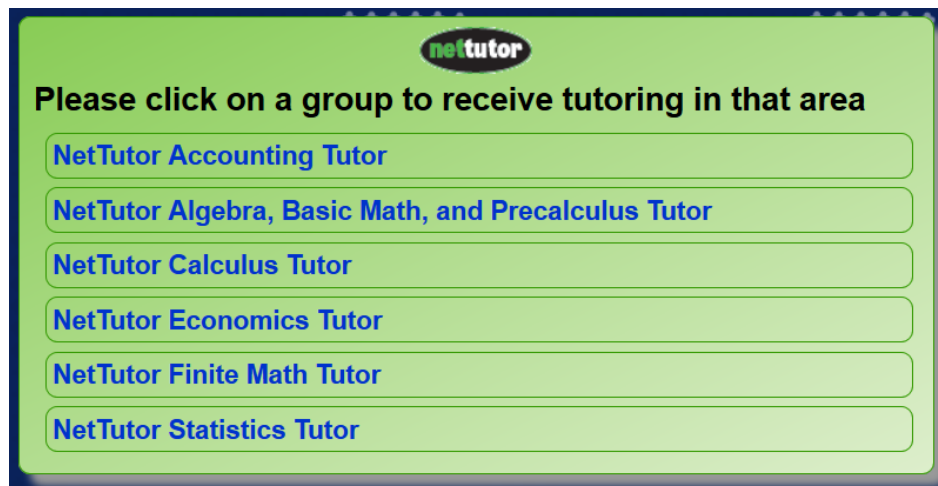 nettutor
Please click on a group to receive tutoring in that area
NetTutor Accounting Tutor
NetTutor Algebra, Basic Math, and Precalculus Tutor
NetTutor Calculus Tutor
NetTutor Economics Tutor
NetTutor Finite Math Tutor
NetTutor Statistics Tutor